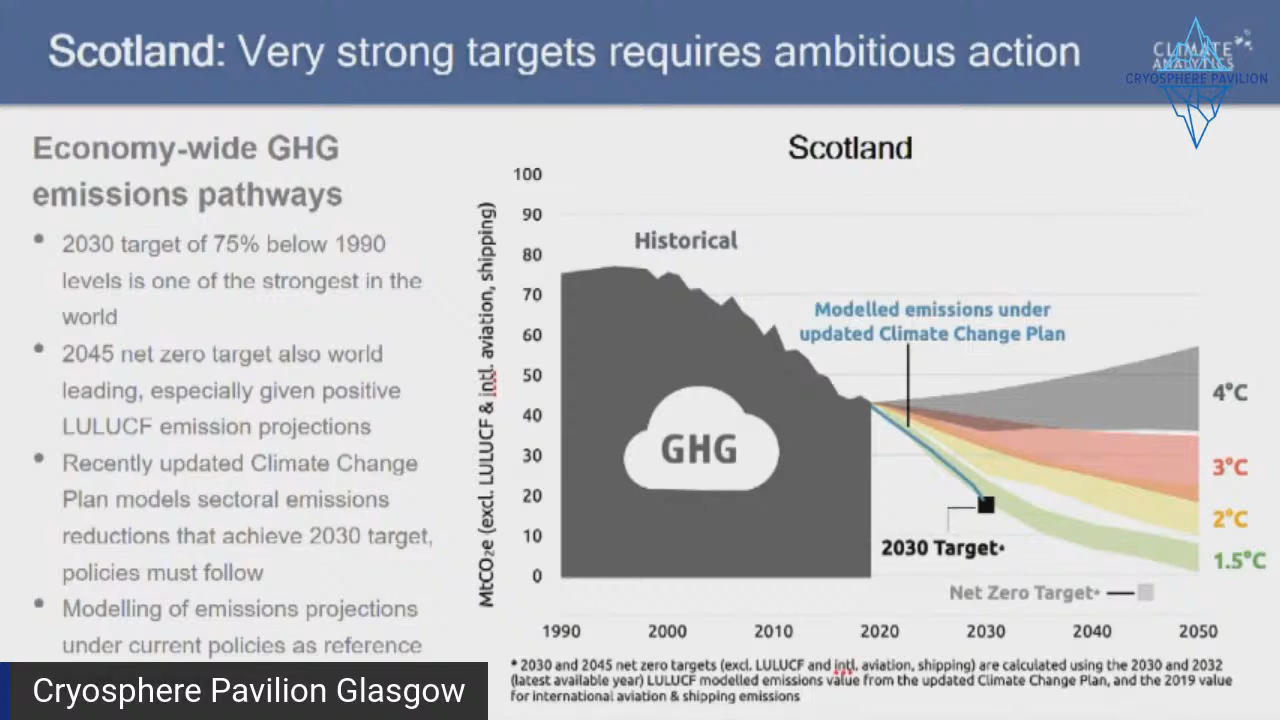 Scotland: Very strong targets requires ambitious action
CLIMATE
ANALYTICS
CRYOSPHERE PAVILION
Economy-wide GHG
emissions pathways
• 2030 target of 75% below 1990
levels is one of the strongest in the
world
• 2045 net zero target also world
leading, especially given positive
LULUCF emission projections
• Recently updated Climate Change
Plan models sectoral emissions
reductions that achieve 2030 target,
policies must follow
• Modelling of emissions projections
under current policies as reference
Cryosphere Pavilion Glasgow
Scotland
MtCO₂e (excl. LULUCF & intl. aviation, shipping)
100
90
80
70
60
50
40
30
20
10
0
Historical
GHG
Modelled emissions under
updated Climate Change Plan
2030 Target*
Net Zero Target*
4°C
3°C
2°C
1.5°C
1990 2000 2010 2020 2030 2040 2050
* 2030 and 2045 net zero targets (excl. LULUCF and intl. aviation, shipping) are calculated using the 2030 and 2032
(latest available year) LULUCF modelled emissions value from the updated Climate Change Plan, and the 2019 value
for international aviation & shipping emissions